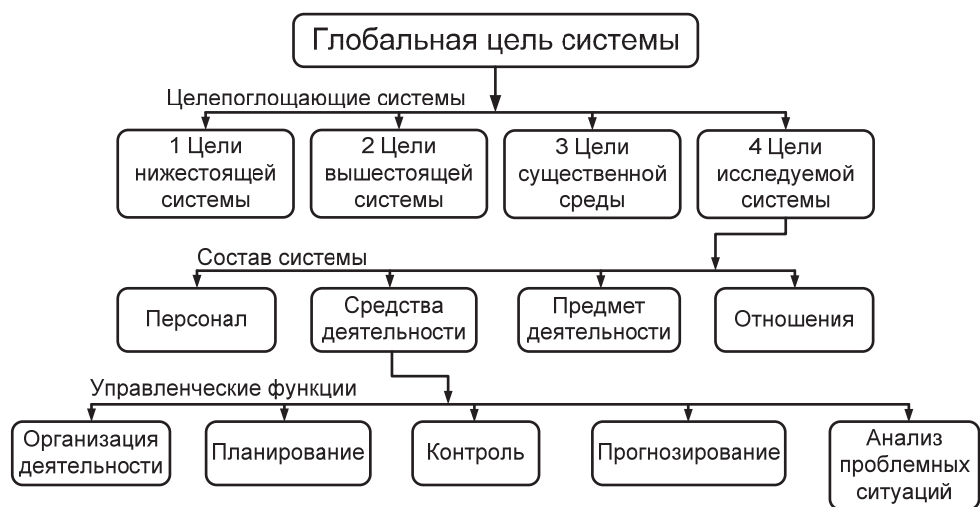 Глобальная цель системы
Целепоглощающие системы
1 Цели
нижестоящей
системы
2 Цели
вышестоящей
системы
3 Цели
существенной
среды
4 Цели
исследуемой
системы
Состав системы
Персонал
Средства
деятельности
Предмет
деятельности
Отношения
Управленческие функции
Организация
деятельности
Планирование
Контроль
Прогнозирование
Анализ
проблемных
ситуаций